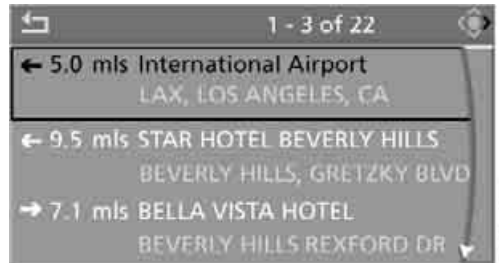 1 - 3 of 22
5.0 mls International Airport
LAX, LOS ANGELES, CA
9.5 mls STAR HOTEL BEVERLY HILLS
BEVERLY HILLS, GRETZKY BLVD
7.1 mls BELLA VISTA HOTEL
BEVERLY HILLS REXFORD DR